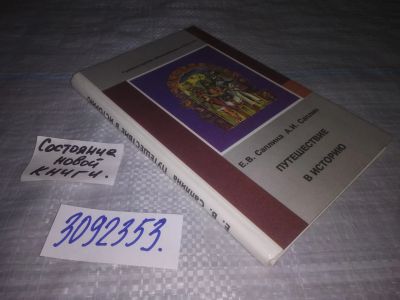 Е.В. Саплина А.И. Саплин
ПУТЕШЕСТВИЕ
В ИСТОРИЮ
Е. В. Саплина ПУТЕШЕСТВИЕ В ИСТОРИЮ
Состояние
новой
книги.
3092353.